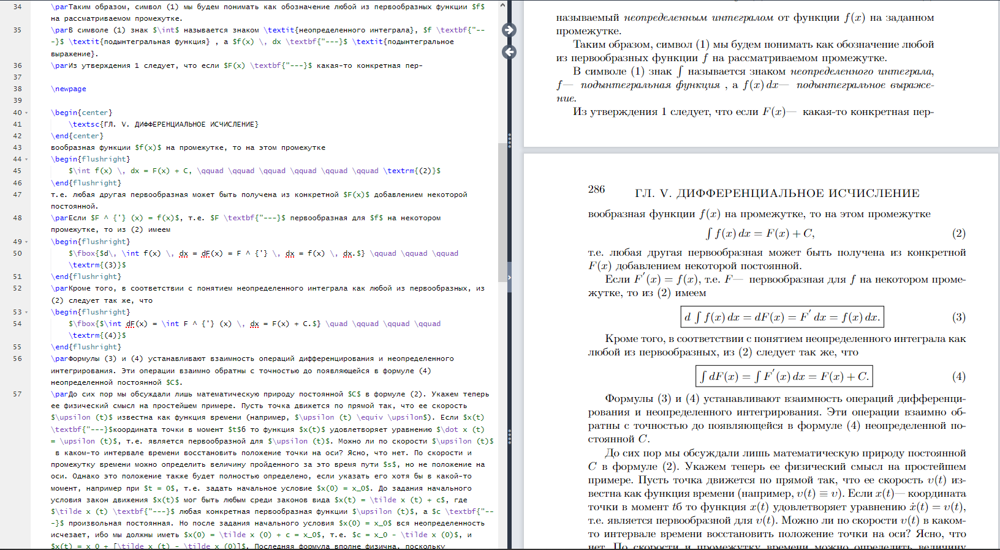 34 \parТаким образом, символ (1) мы будем понимать как обозначение любой из первообразных функции $f$
на рассматриваемом промежутке.
35 \parВ символе (1) знак $\int$ называется знаком \textit{неопределенного интеграла}, $f \textbf{"--
-}$ \textit{подынтегральная функция} , а $f(x) \, dx \textbf{"---}$ \textit{подынтегральное
выражение}.
36 \parИз утверждения 1 следует, что если $F(x) \textbf{"---}$ какая-то конкретная пер-
37
38 \newpage
39
40 \begin{center}
41 \textsc{ГЛ. V. ДИФФЕРЕНЦИАЛЬНОЕ ИСЧИСЛЕНИЕ}
42 \end{center}
43 вообразная функции $f(x)$ на промежутке, то на этом промежутке
44 \begin{flushright}
45 $\int f(x) \, dx = F(x) + C, \qquad \qquad \qquad \qquad \qquad \qquad \textrm{(2)}$
46 \end{flushright}
47 т.е. любая другая первообразная может быть получена из конкретной $F(x)$ добавлением некоторой
постоянной.
48 \parЕсли $F ^ {'} (x) = f(x)$, т.е. $F \textbf{"---}$ первообразная для $f$ на некотором
промежутке, то из (2) имеем
49 \begin{flushright}
50 $\fbox{$d\, \int f(x) \, dx = dF(x) = F ^ {'} \, dx = f(x) \, dx.$} \qquad \qquad \qquad
\textrm{(3)}$
51 \end{flushright}
52 \parКроме того, в соответствии с понятием неопределенного интеграла как любой из первообразных, из
(2) следует так же, что
53 \begin{flushright}
54 $\fbox{$\int dF(x) = \int F ^ {'} (x) \, dx = F(x) + C.$} \quad \qquad \qquad \qquad
\textrm{(4)}$
55 \end{flushright}
56 \parФормулы (3) и (4) устанавливают взаимность операций дифференцирования и неопределенного
интегрирования. Эти операции взаимно обратны с точностью до появляющейся в формуле (4)
неопределенной постоянной $C$.
57 \parДо сих пор мы обсуждали лишь математическую природу постоянной $C$ в формуле (2). Укажем теперь
ее физический смысл на простейшем примере. Пусть точка движется по прямой так, что ее скорость
$\upsilon (t)$ известна как функция времени (например, $\upsilon (t) \equiv \upsilon$). Если $x(t)
\textbf{"---}$координата точки в момент $t$б то функция $x(t)$ удовлетворяет уравнению $\dot x (t)
= \upsilon (t)$, т.е. является первообразной для $\upsilon (t)$. Можно ли по скорости $\upsilon (t)$
в каком-то интервале времени восстановить положение точки на оси? Ясно, что нет. По скорости и
промежутку времени можно определить величину пройденного за это время пути $s$, но не положение на
оси. Однако это положение также будет полностью определено, если указать его хотя бы в какой-то
момент, например при $t = 0$, т.е. задать начальное условие $x(0) = x_0$. До задания начального
условия закон движения $x(t)$ мог быть любым среди законов вида $x(t) = \tilde x (t) + c$, где
$\tilde x (t) \textbf{"---}$ любая конкретная первообразная функции $\upsilon (t)$, а $c \textbf{"--
-}$ произвольная постоянная. Но после задания начального условия $x(0) = x_0$ вся неопределенность
исчезает, ибо мы должны иметь $x(0) = \tilde x (0) + c = x_0$, т.е. $c = x_0 - \tilde x (0)$, и
$x(t) = x_0 + [\tilde x (t) - \tilde x (0)]$. Последняя формула вполне физична, поскольку
называемый неопределенным интегралом от функции f(x) на заданном
промежутке.
Таким образом, символ (1) мы будем понимать как обозначение любой
из первообразных функции f на рассматриваемом промежутке.
В символе (1) знак ∫ называется знаком неопределенного интеграла,
f— подынтегральная функция , а f(x) dx— подынтегральное выраже-
ние.
Из утверждения 1 следует, что если F(x)— какая-то конкретная пер-
286
ГЛ. V. ДИФФЕРЕНЦИАЛЬНОЕ ИСЧИСЛЕНИЕ
вообразная функции f(x) на промежутке, то на этом промежутке
∫ f(x) dx = F(x) + C, (2)
т.е. любая другая первообразная может быть получена из конкретной
F(x) добавлением некоторой постоянной.
Если F′(x) = f(x), т.е. F— первообразная для f на некотором проме-
жутке, то из (2) имеем
d ∫ f(x) dx = dF(x) = F′ dx = f(x) dx. (3)
Кроме того, в соответствии с понятием неопределенного интеграла как
любой из первообразных, из (2) следует так же, что
∫ dF(x) = ∫ F′(x) dx = F(x) + C. (4)
Формулы (3) и (4) устанавливают взаимность операций дифференци-
рования и неопределенного интегрирования. Эти операции взаимно об-
ратны с точностью до появляющейся в формуле (4) неопределенной по-
стоянной C.
До сих пор мы обсуждали лишь математическую природу постоянной
C в формуле (2). Укажем теперь ее физический смысл на простейшем
примере. Пусть точка движется по прямой так, что ее скорость υ(t) из-
вестна как функция времени (например, υ(t) ≡ υ). Если x(t)— координата
точки в момент tб то функция x(t) удовлетворяет уравнению ẋ(t) = υ(t),
т.е. является первообразной для υ(t). Можно ли по скорости υ(t) в каком-
то интервале времени восстановить положение точки на оси? Ясно, что
нет. По скорости и промежутку времени можно определить величину